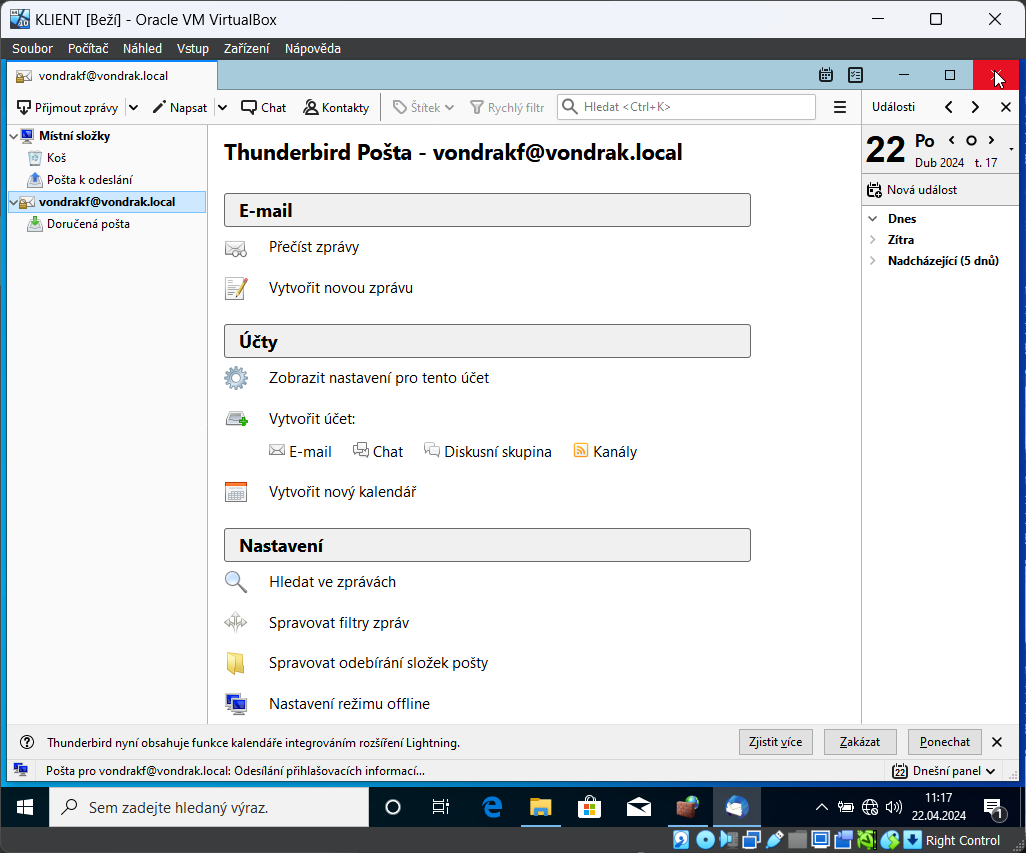 KLIENT [Beží] - Oracle VM VirtualBox
Soubor Počítač Náhled Vstup Zařízení Nápověda
vondrakf@vondrak.local
Přijmout zprávy Napsat Chat Kontakty Štítek Rychlý filtr Hledat <Ctrl+K> Události
Místní složky
Koš
Pošta k odeslání
vondrakf@vondrak.local
Doručená pošta
Thunderbird Pošta - vondrakf@vondrak.local
E-mail
Přečíst zprávy
Vytvořit novou zprávu
Účty
Zobrazit nastavení pro tento účet
Vytvořit účet:
E-mail Chat Diskusní skupina Kanály
Vytvořit nový kalendář
Nastavení
Hledat ve zprávách
Spravovat filtry zpráv
Spravovat odebírání složek pošty
Nastavení režimu offline
22 Po
Dub 2024 t. 17
Nová událost
Dnes
Zítra
Nadcházející (5 dnů)
Thunderbird nyní obsahuje funkce kalendáře integrováním rozšíření Lightning. Zjistit více Zakázat Ponechat
Pošta pro vondrakf@vondrak.local: Odesílání přihlašovacích informací... 22 Dnešní panel
Sem zadejte hledaný výraz. 11:17
22.04.2024 1
Right Control